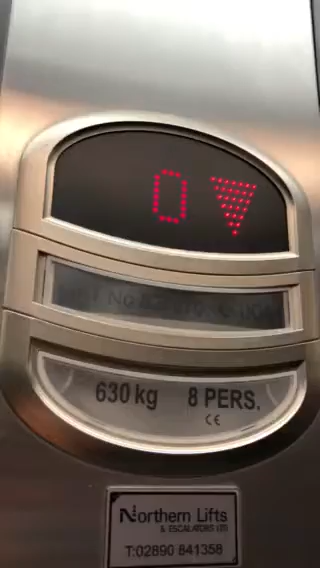 0
630 kg 8 PERS.
CE
Northern Lifts
& ESCALATORS LTD
T:02890 841358